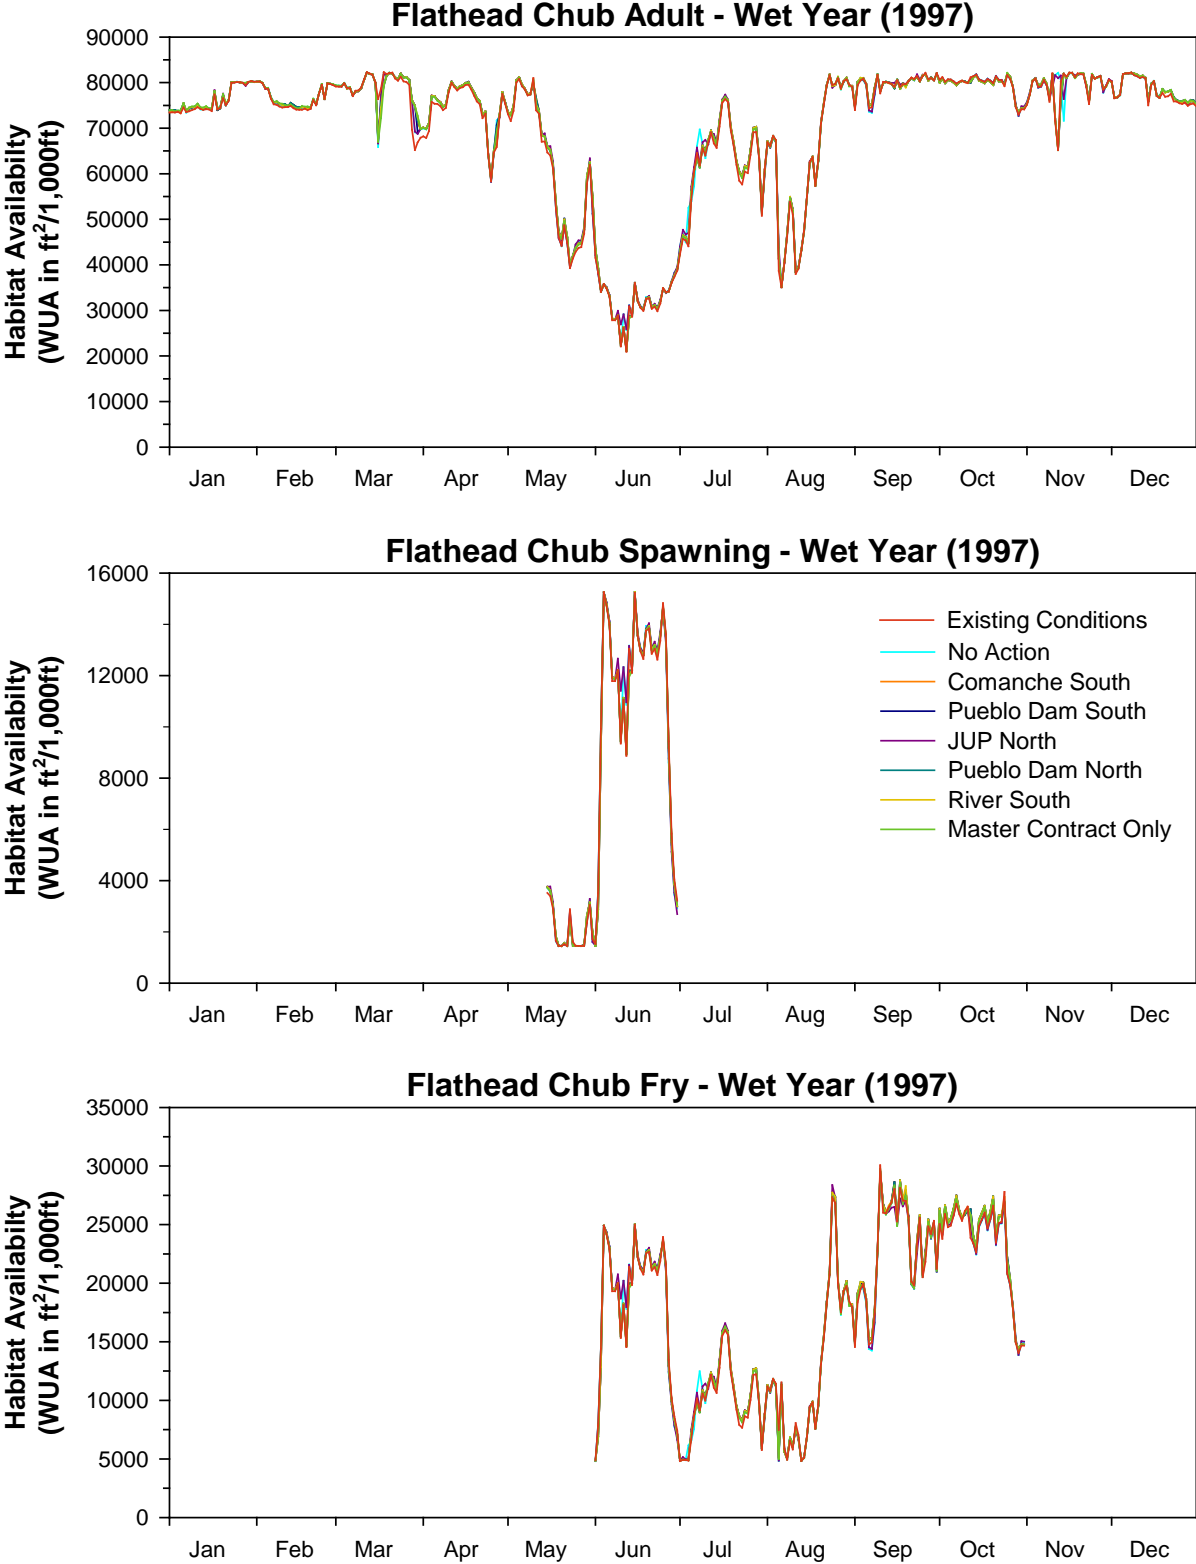 Flathead Chub Adult - Wet Year (1997)
Habitat Availabilty
(WUA in ft²/1,000ft)
90000
80000
70000
60000
50000
40000
30000
20000
10000
0
Jan Feb Mar Apr May Jun Jul Aug Sep Oct Nov Dec
Flathead Chub Spawning - Wet Year (1997)
Habitat Availabilty
(WUA in ft²/1,000ft)
16000
12000
8000
4000
0
Existing Conditions
No Action
Comanche South
Pueblo Dam South
JUP North
Pueblo Dam North
River South
Master Contract Only
Jan Feb Mar Apr May Jun Jul Aug Sep Oct Nov Dec
Flathead Chub Fry - Wet Year (1997)
Habitat Availabilty
(WUA in ft²/1,000ft)
35000
30000
25000
20000
15000
10000
5000
0
Jan Feb Mar Apr May Jun Jul Aug Sep Oct Nov Dec